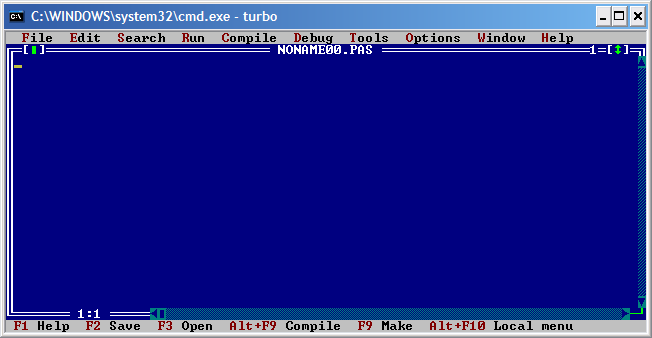 C:\WINDOWS\system32\cmd.exe - turbo
File Edit Search Run Compile Debug Tools Options Window Help
NONAME00.PAS 1
1:1
F1 Help F2 Save F3 Open Alt+F9 Compile F9 Make Alt+F10 Local menu